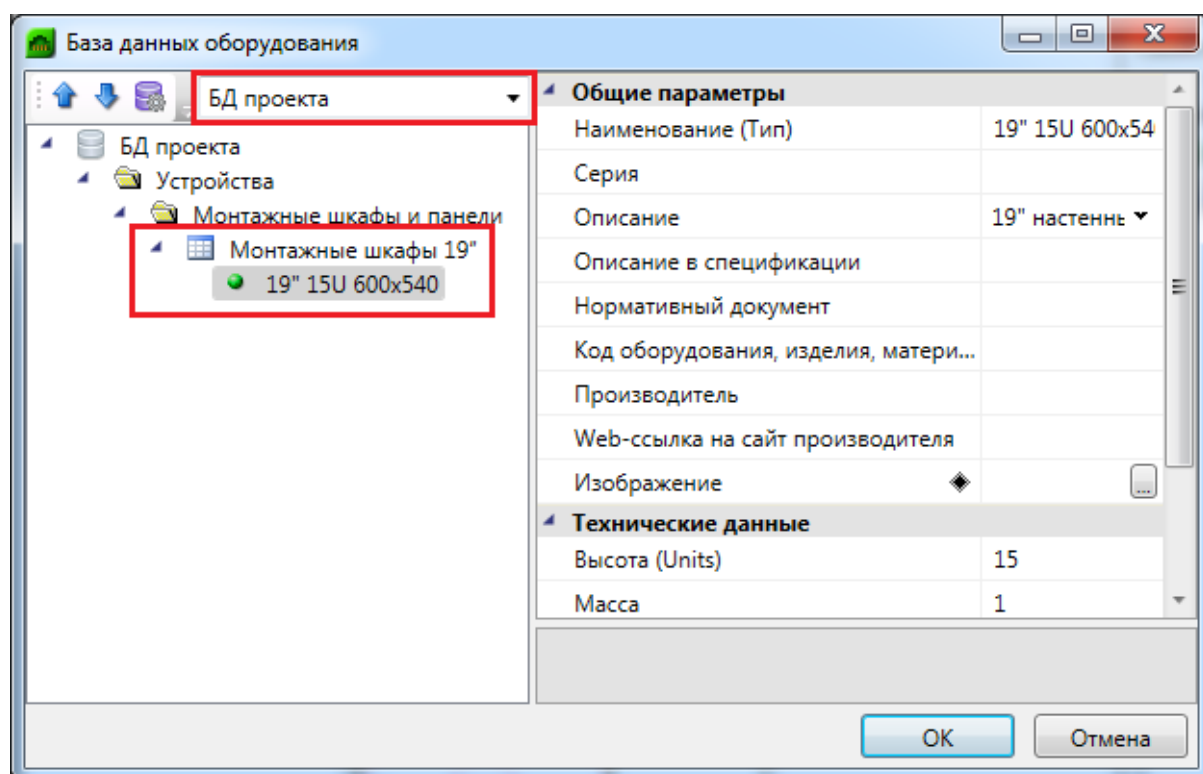 База данных оборудования
БД проекта
БД проекта
Устройства
Монтажные шкафы и панели
Монтажные шкафы 19"
19" 15U 600x540
Общие параметры
Наименование (Тип) 19" 15U 600x54
Серия
Описание 19" настеннь
Описание в спецификации
Нормативный документ
Код оборудования, изделия, матери...
Производитель
Web-ссылка на сайт производителя
Изображение ...
Технические данные
Высота (Units) 15
Масса 1
OK Отмена